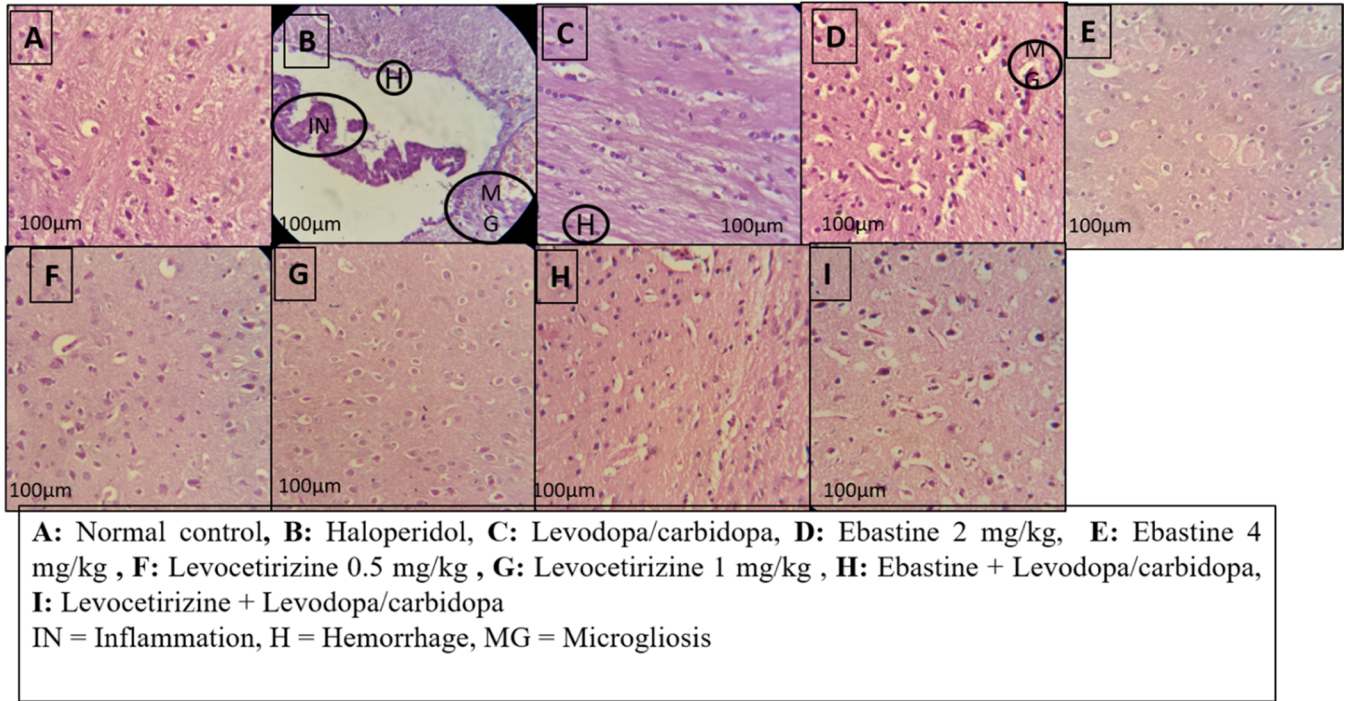 A
B
H
IN
M
G
100µm
C
H
100µm
D
M
G
100µm
E
100µm
100µm
F
100µm
G
100µm
H
100µm
I
100µm
A: Normal control, B: Haloperidol, C: Levodopa/carbidopa, D: Ebastine 2 mg/kg, E: Ebastine 4
mg/kg , F: Levocetirizine 0.5 mg/kg , G: Levocetirizine 1 mg/kg , H: Ebastine + Levodopa/carbidopa,
I: Levocetirizine + Levodopa/carbidopa
IN = Inflammation, H = Hemorrhage, MG = Microgliosis